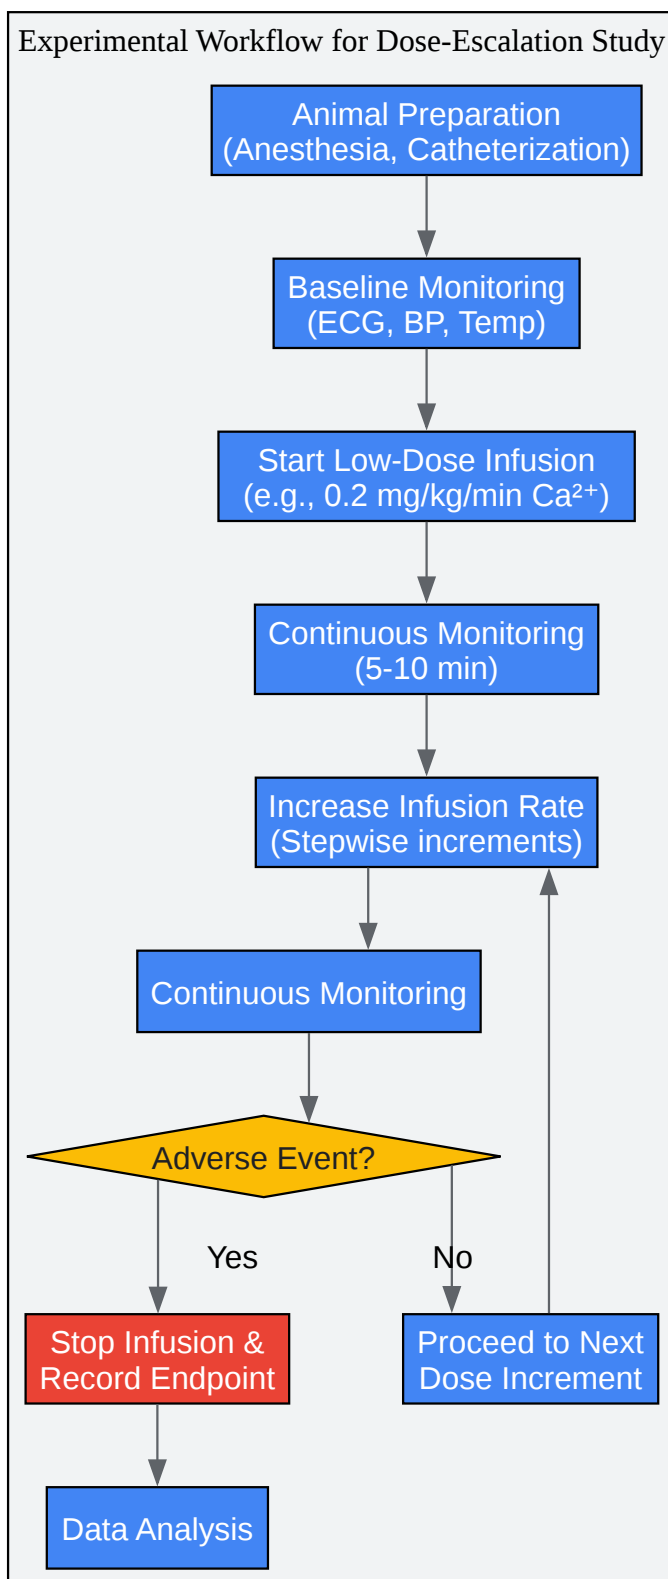 Experimental Workflow for Dose-Escalation Study
Animal Preparation
(Anesthesia, Catheterization)
Baseline Monitoring
(ECG, BP, Temp)
Start Low-Dose Infusion
(e.g., 0.2 mg/kg/min Ca²⁺)
Continuous Monitoring
(5-10 min)
Increase Infusion Rate
(Stepwise increments)
Continuous Monitoring
Adverse Event?
Yes
No
Stop Infusion &
Record Endpoint
Proceed to Next
Dose Increment
Data Analysis